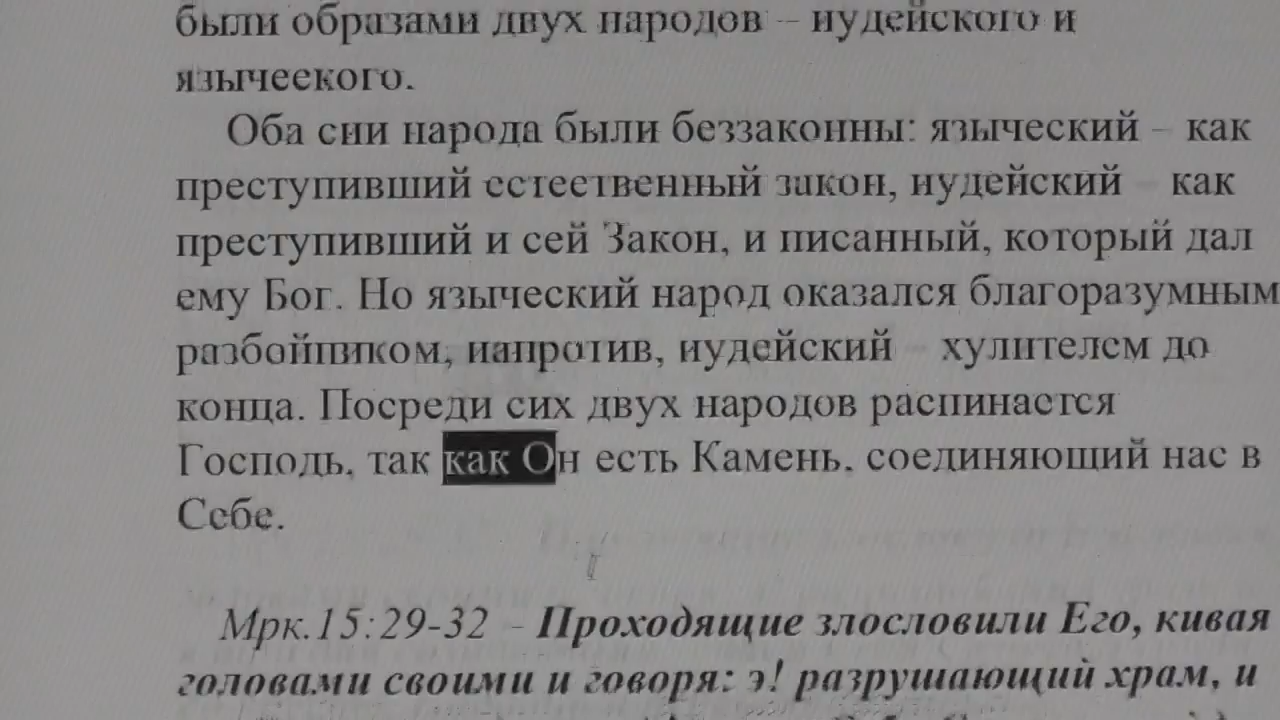 были образами двух народов – иудейского и
языческого.
Оба сии народа были беззаконны: языческий – как
преступивший естественный закон, иудейский – как
преступивший и сей Закон, и писанный, который дал
ему Бог. Но языческий народ оказался благоразумным
разбойником, напротив, иудейский – хулителем до
конца. Посреди сих двух народов распинается
Господь, так как Он есть Камень, соединяющий нас в
Себе.
Мрк.15:29-32 – Проходящие злословили Его, кивая
головами своими и говоря: э! разрушающий храм, и